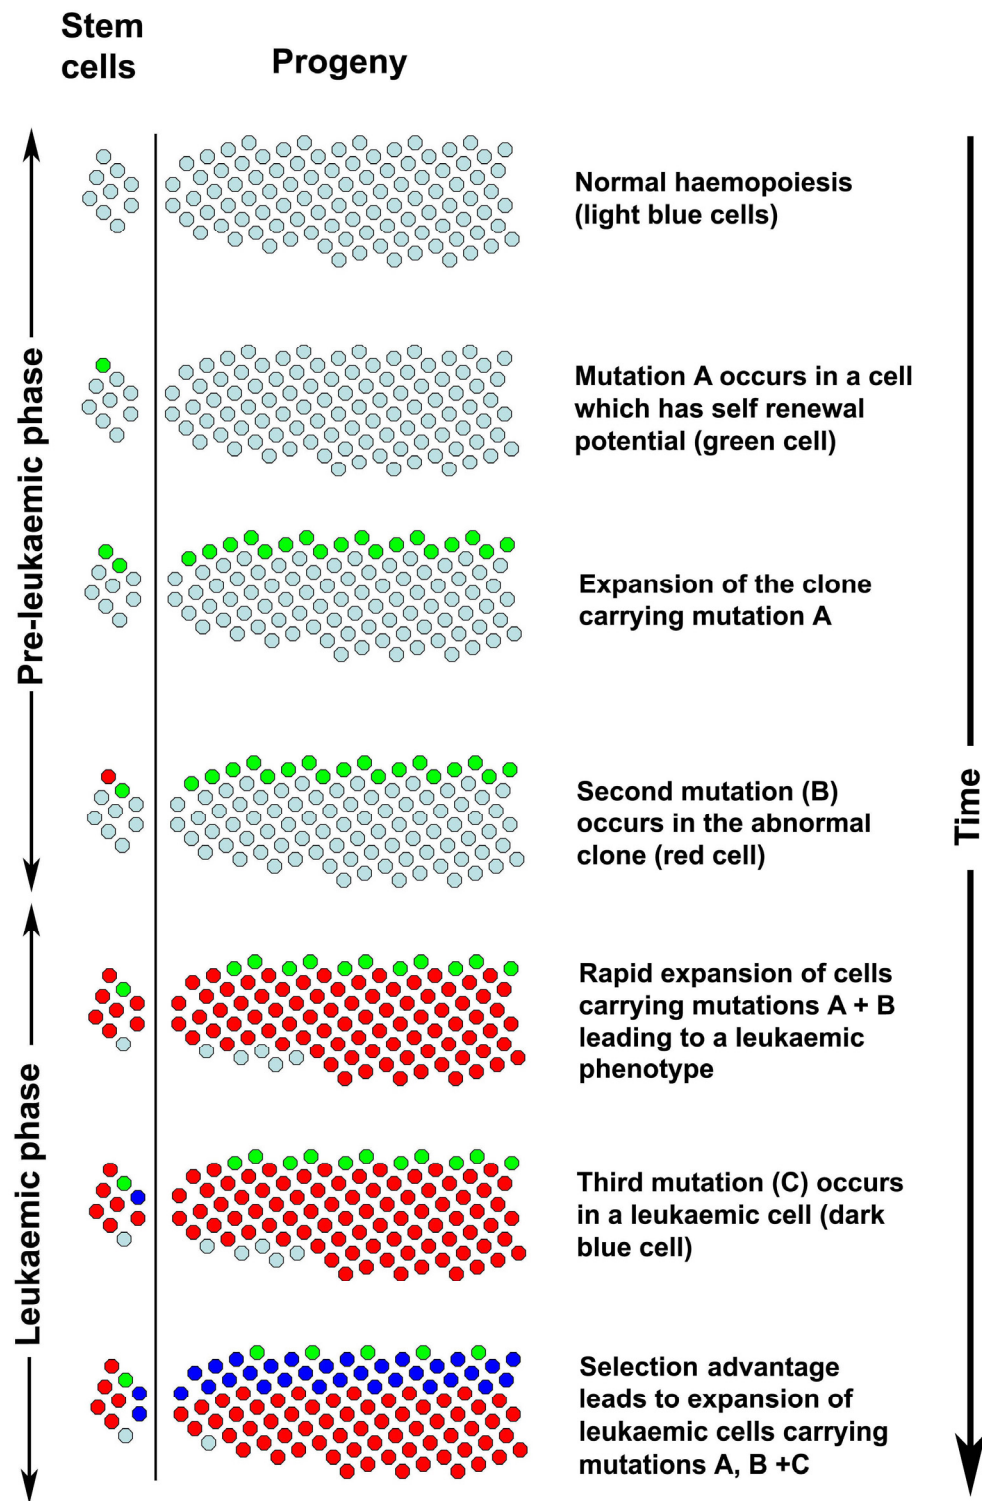 Stem
cells
Progeny
Pre-leukaemic phase
Normal haemopoiesis
(light blue cells)
Mutation A occurs in a cell
which has self renewal
potential (green cell)
Expansion of the clone
carrying mutation A
Second mutation (B)
occurs in the abnormal
clone (red cell)
Time
Leukaemic phase
Rapid expansion of cells
carrying mutations A + B
leading to a leukaemic
phenotype
Third mutation (C) occurs
in a leukaemic cell (dark
blue cell)
Selection advantage
leads to expansion of
leukaemic cells carrying
mutations A, B +C